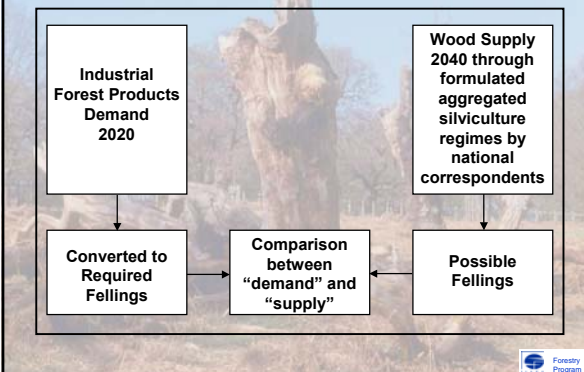 Industrial
Forest Products
Demand
2020
Wood Supply
2040 through
formulated
aggregated
silviculture
regimes by
national
correspondents
Converted to
Required
Fellings
Comparison
between
“demand” and
“supply”
Possible
Fellings
Forestry
Program